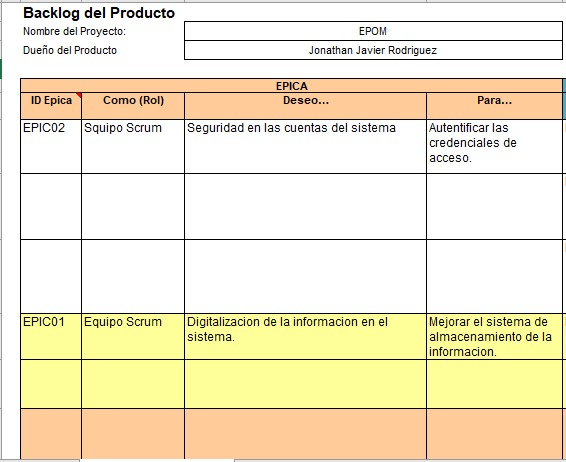 Backlog del Producto
Nombre del Proyecto: EPOM
Dueño del Producto Jonathan Javier Rodriguez
EPICA
ID Epica Como (Rol) Deseo... Para...
EPIC02 Squipo Scrum Seguridad en las cuentas del sistema Autentificar las
credenciales de
acceso.
EPIC01 Equipo Scrum Digitalizacion de la informacion en el Mejorar el sistema de
sistema. almacenamiento de la
informacion.